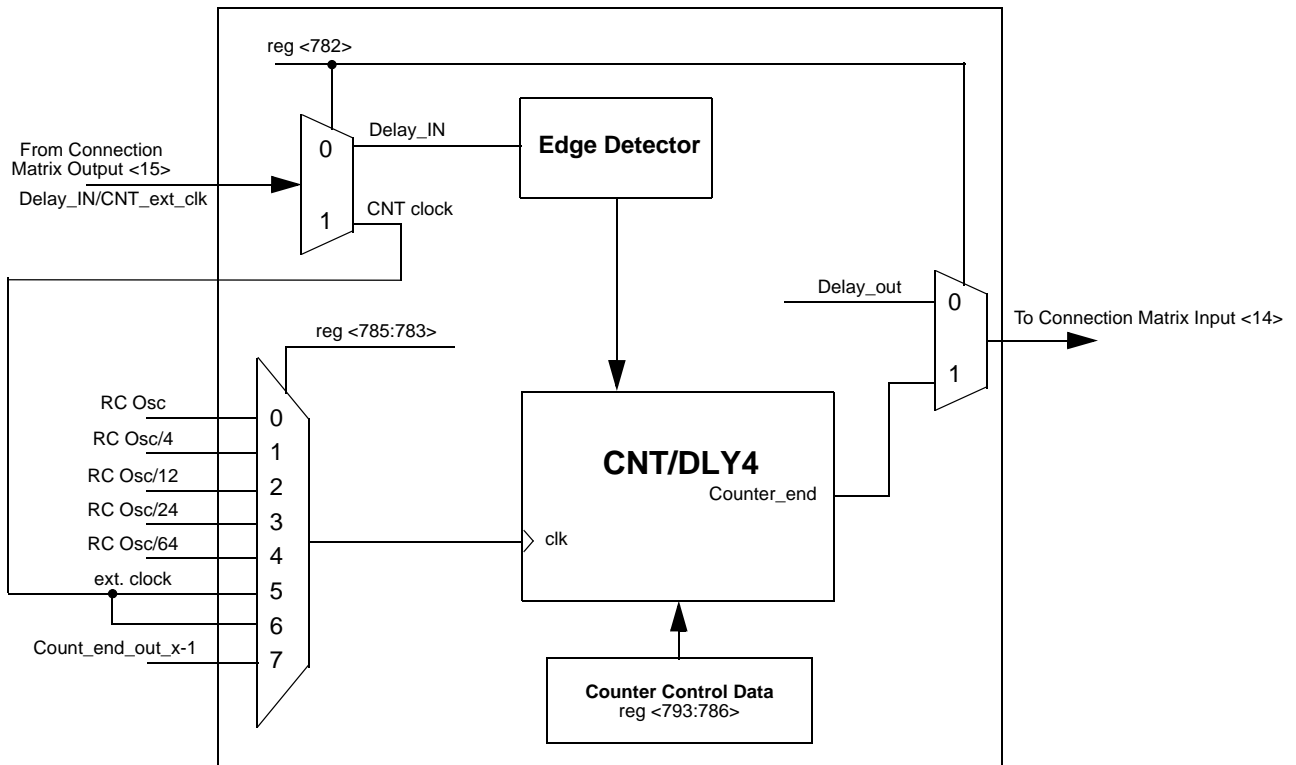 reg <782>
From Connection
Matrix Output <15>
Delay_IN/CNT_ext_clk
0
1
Delay_IN
CNT clock
Edge Detector
Delay_out
0
1
To Connection Matrix Input <14>
reg <785:783>
RC Osc
RC Osc/4
RC Osc/12
RC Osc/24
RC Osc/64
ext. clock
Count_end_out_x-1
0
1
2
3
4
5
6
7
CNT/DLY4
Counter_end
clk
Counter Control Data
reg <793:786>